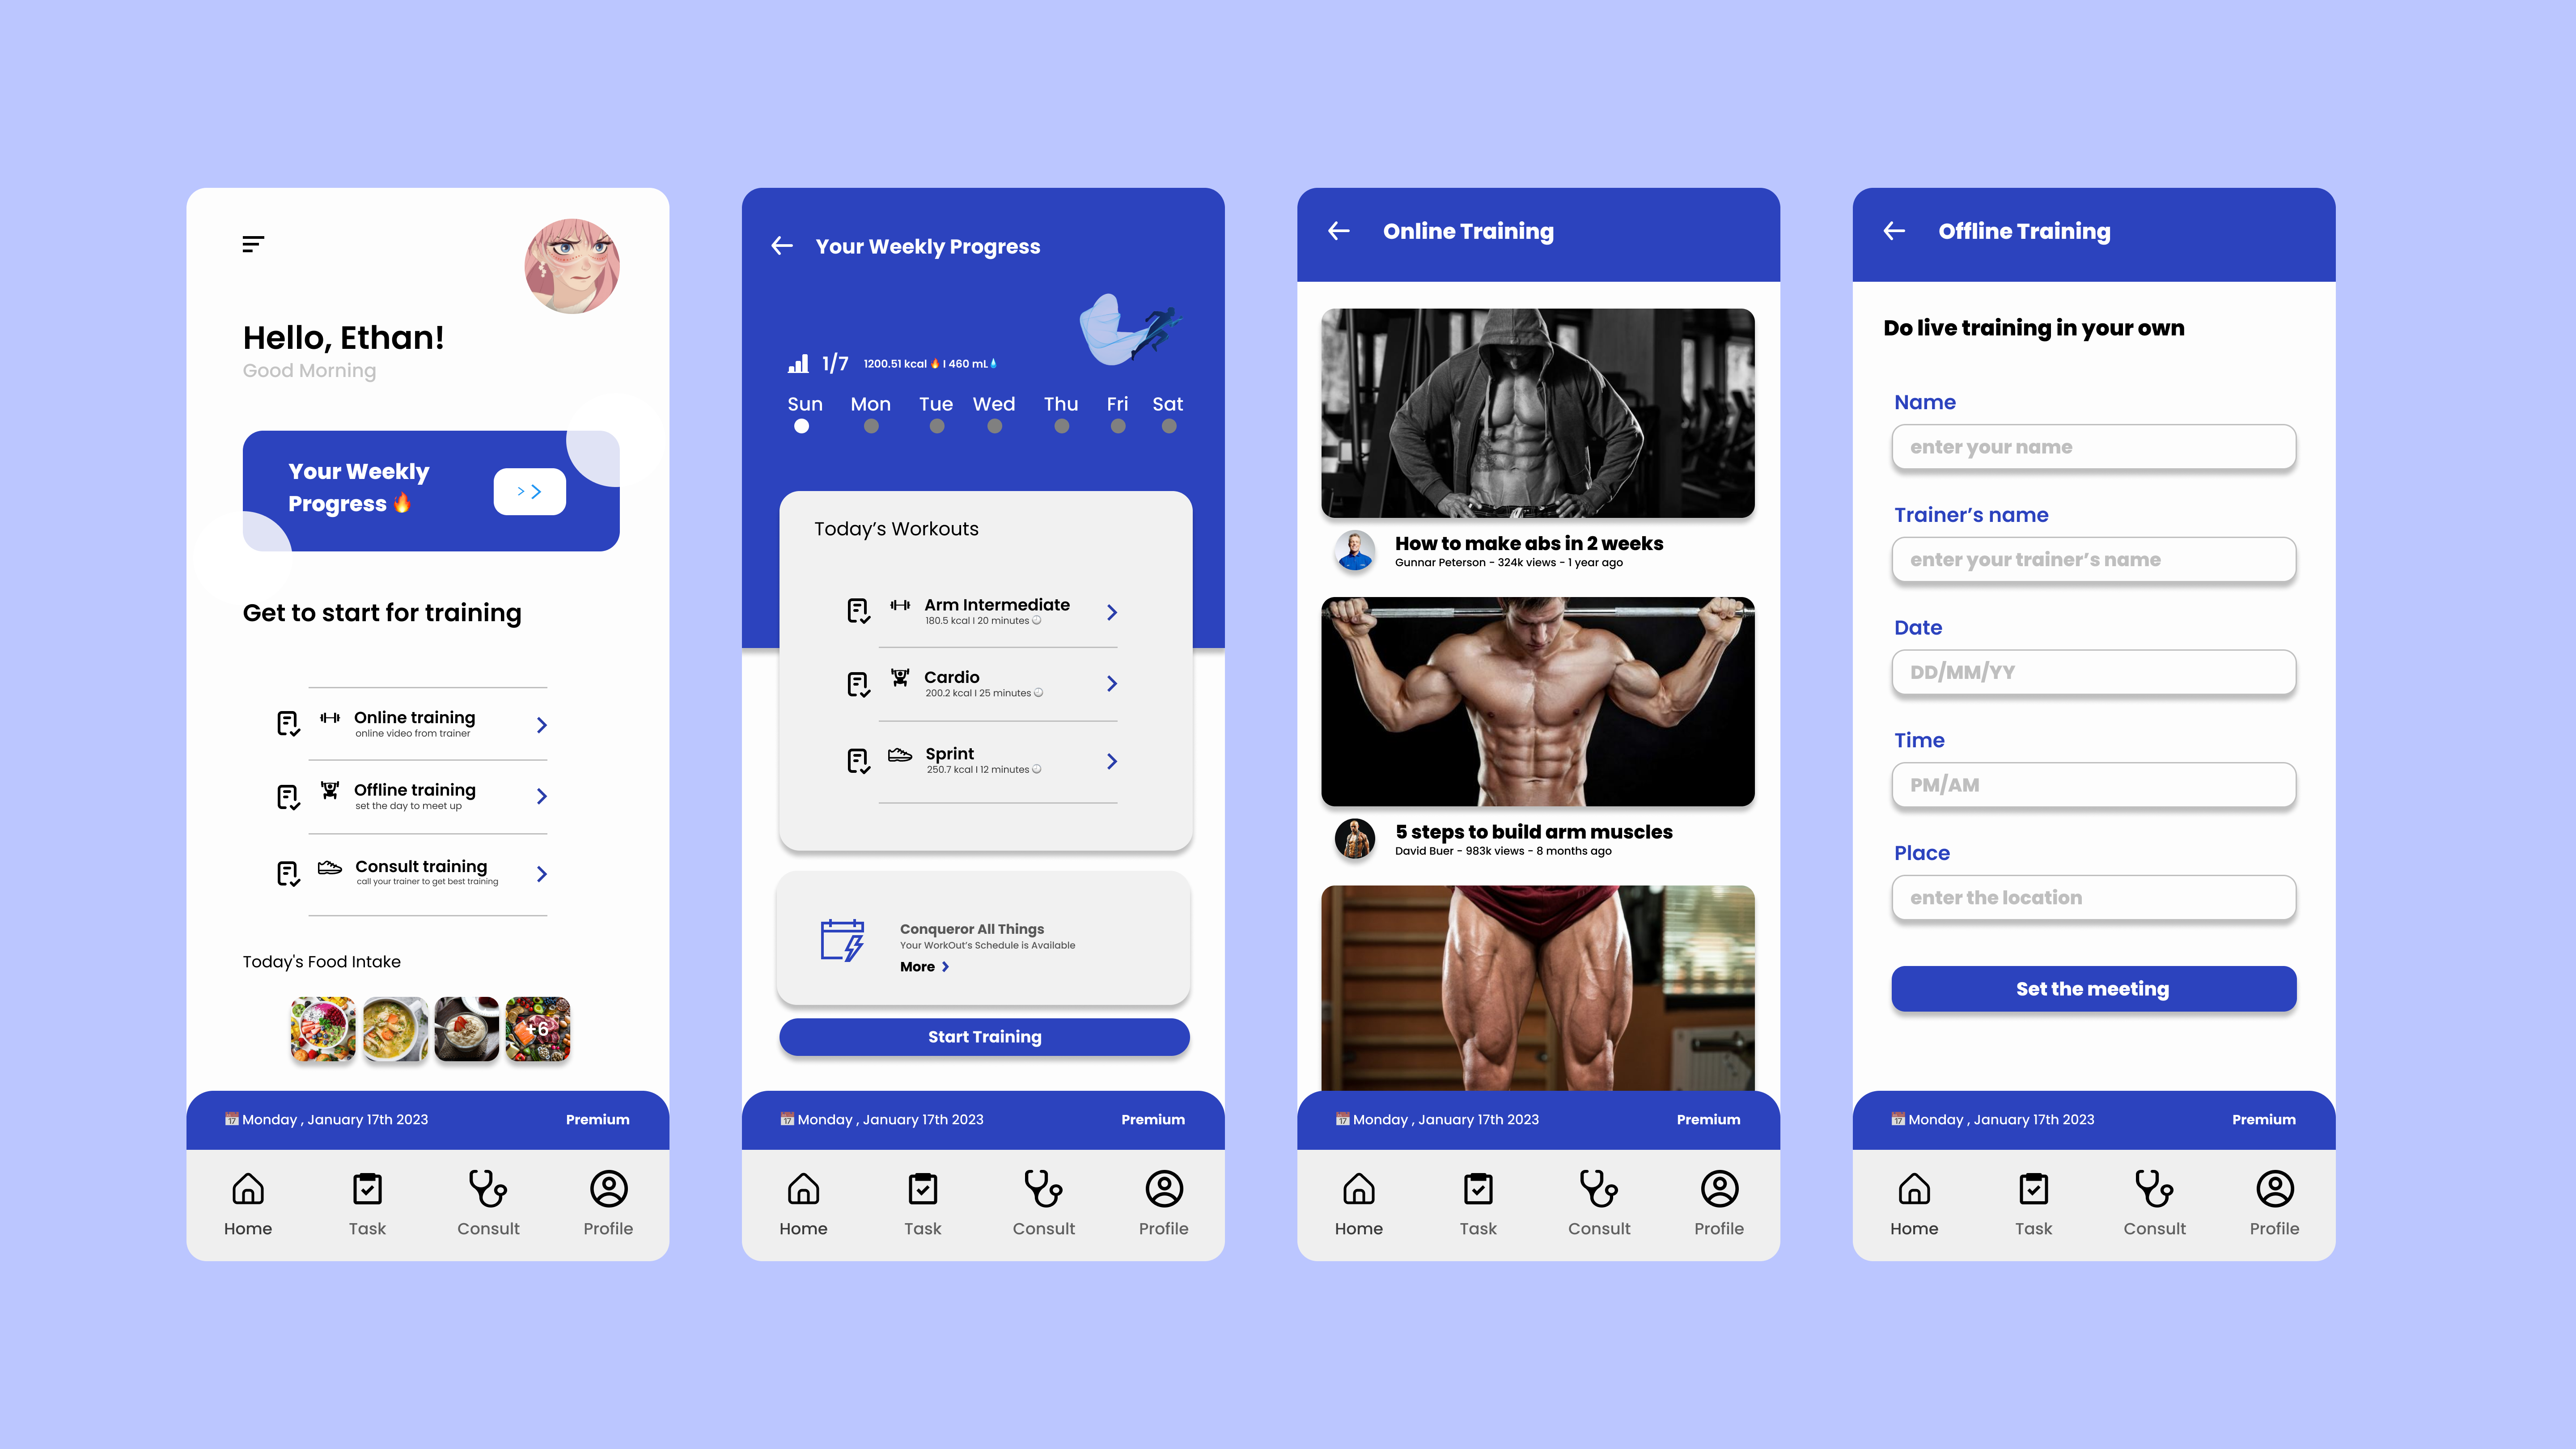 Hello, Ethan!
Good Morning
Your Weekly
Progress 🔥
Get to start for training
Online training
online video from trainer
Offline training
set the day to meet up
Consult training
call your trainer to get best training
Today's Food Intake
+6
📅 Monday , January 17th 2023 Premium
Home Task Consult Profile
Your Weekly Progress
1/7 1200.51 kcal 🔥 I 460 mL💧
Sun Mon Tue Wed Thu Fri Sat
Today’s Workouts
Arm Intermediate
180.5 kcal I 20 minutes
Cardio
200.2 kcal I 25 minutes
Sprint
250.7 kcal I 12 minutes
Conqueror All Things
Your WorkOut’s Schedule is Available
More
Start Training
📅 Monday , January 17th 2023 Premium
Home Task Consult Profile
Online Training
How to make abs in 2 weeks
Gunnar Peterson - 324k views - 1 year ago
5 steps to build arm muscles
David Buer - 983k views - 8 months ago
📅 Monday , January 17th 2023 Premium
Home Task Consult Profile
Offline Training
Do live training in your own
Name
enter your name
Trainer’s name
enter your trainer’s name
Date
DD/MM/YY
Time
PM/AM
Place
enter the location
Set the meeting
📅 Monday , January 17th 2023 Premium
Home Task Consult Profile